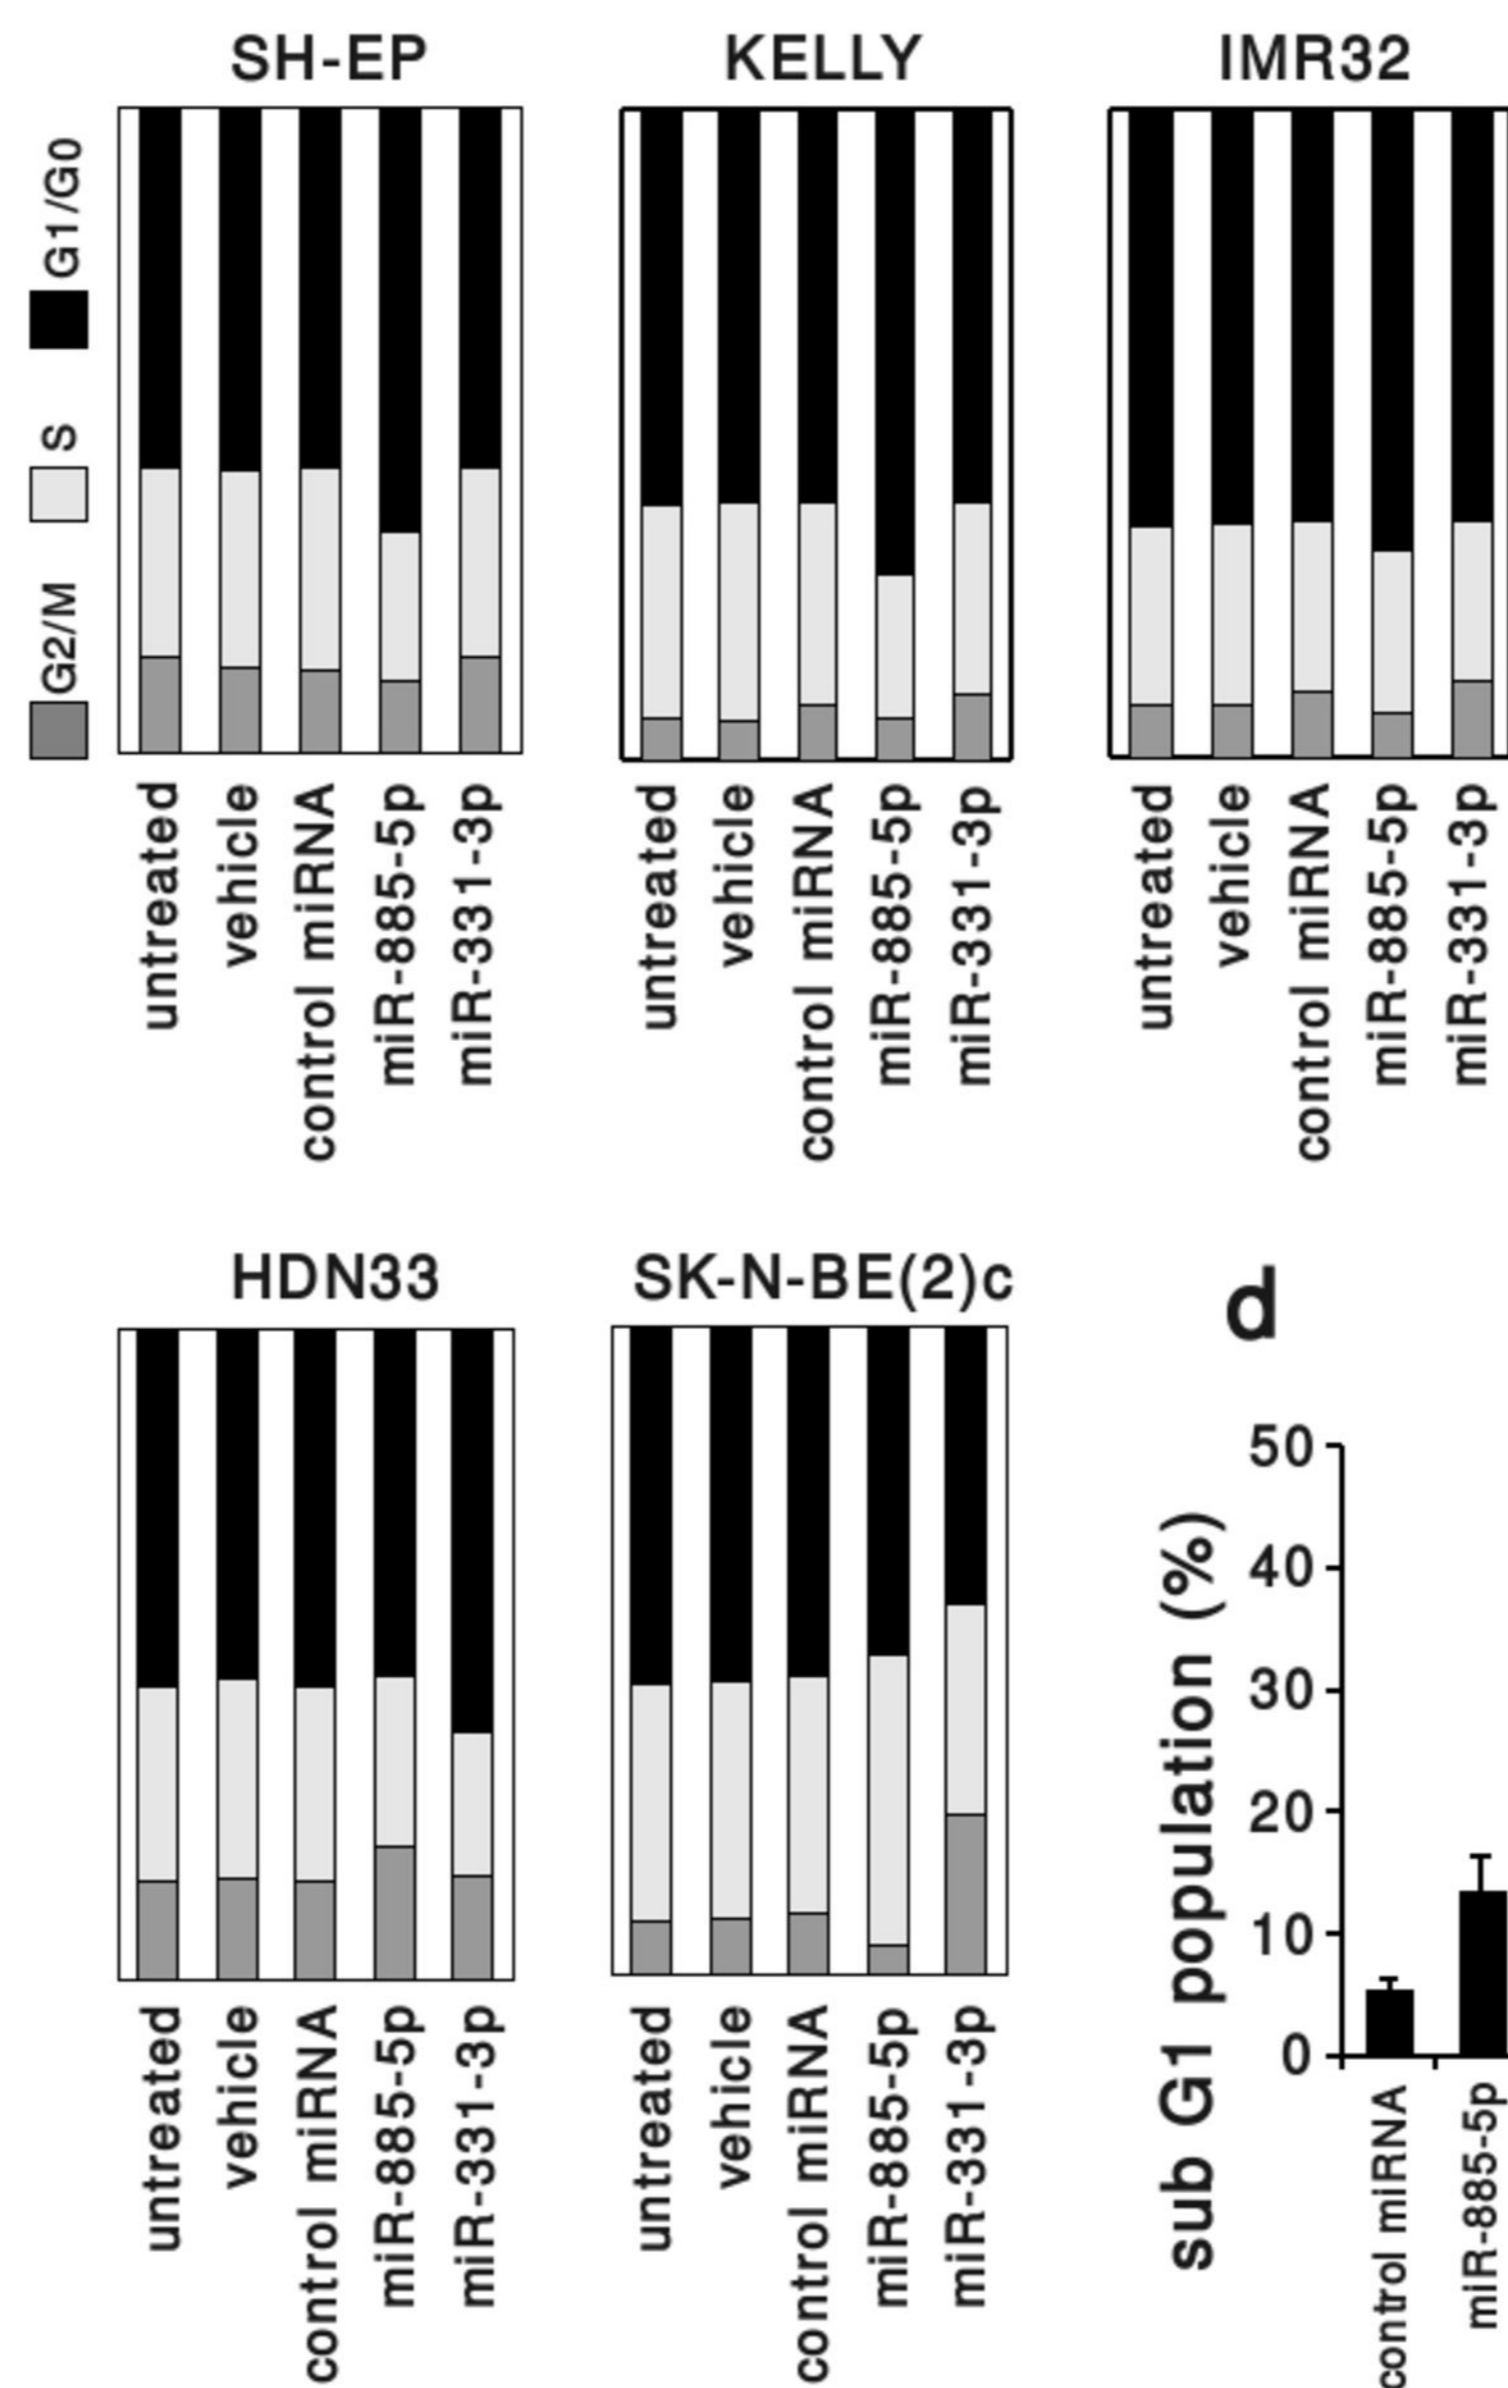 SH-EP
KELLY
IMR32
G1/G0
S
G2/M
untreated
vehicle
control miRNA
miR-885-5p
miR-331-3p
untreated
vehicle
control miRNA
miR-885-5p
miR-331-3p
untreated
vehicle
control miRNA
miR-885-5p
miR-331-3p
HDN33
SK-N-BE(2)c
untreated
vehicle
control miRNA
miR-885-5p
miR-331-3p
untreated
vehicle
control miRNA
miR-885-5p
miR-331-3p
d
sub G1 population (%)
50
40
30
20
10
0
control miRNA
miR-885-5p